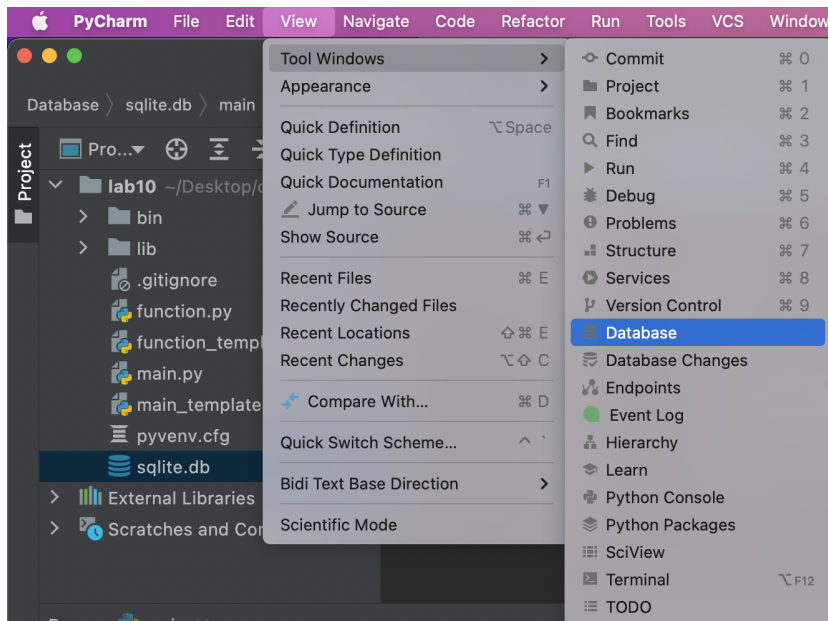 PyCharm File Edit View Navigate Code Refactor Run Tools VCS Window
Database sqlite.db main
Pro...
Project
lab10 ~/Desktop/
bin
lib
.gitignore
function.py
function_templ
main.py
main_template
pyvenv.cfg
sqlite.db
External Libraries
Scratches and Con
Tool Windows
Appearance
Quick Definition ⌥Space
Quick Type Definition
Quick Documentation F1
Jump to Source ⌘▼
Show Source ⌘↩
Recent Files ⌘ E
Recently Changed Files
Recent Locations ⇧⌘ E
Recent Changes ⌥⇧ C
Compare With... ⌘ D
Quick Switch Scheme... ^ `
Bidi Text Base Direction
Scientific Mode
Commit ⌘ 0
Project ⌘ 1
Bookmarks ⌘ 2
Find ⌘ 3
Run ⌘ 4
Debug ⌘ 5
Problems ⌘ 6
Structure ⌘ 7
Services ⌘ 8
Version Control ⌘ 9
Database
Database Changes
Endpoints
Event Log
Hierarchy
Learn
Python Console
Python Packages
SciView
Terminal ⌥F12
TODO